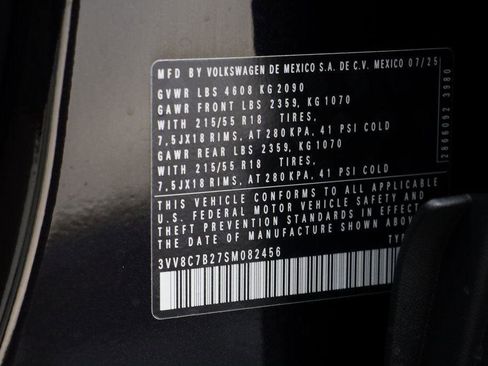 MFD BY VOLKSWAGEN DE MEXICO S.A. DE C.V. MEXICO 07/25
GVWR LBS 4608 KG 2090
GAWR FRONT LBS 2359, KG 1070
WITH 215/55 R18 TIRES,
7,5JX18 RIMS, AT 280 KPA, 41 PSI COLD
GAWR REAR LBS 2359, KG 1070
WITH 215/55 R18 TIRES,
7,5JX18 RIMS, AT 280 KPA, 41 PSI COLD
THIS VEHICLE CONFORMS TO ALL APPLICABLE
U.S. FEDERAL MOTOR VEHICLE SAFETY AND
THEFT PREVENTION STANDARDS IN EFFECT
THE DATE OF MANUFACTURE SHOWN ABOV
3VV8C7B27SM082456 TYP